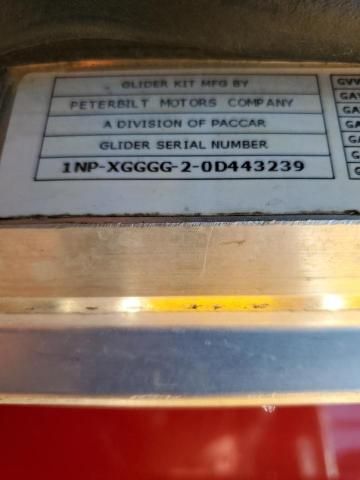 GLIDER KIT MFG BY
PETERBILT MOTORS COMPANY
A DIVISION OF PACCAR
GLIDER SERIAL NUMBER
1NP-XGGGG-2-0D443239